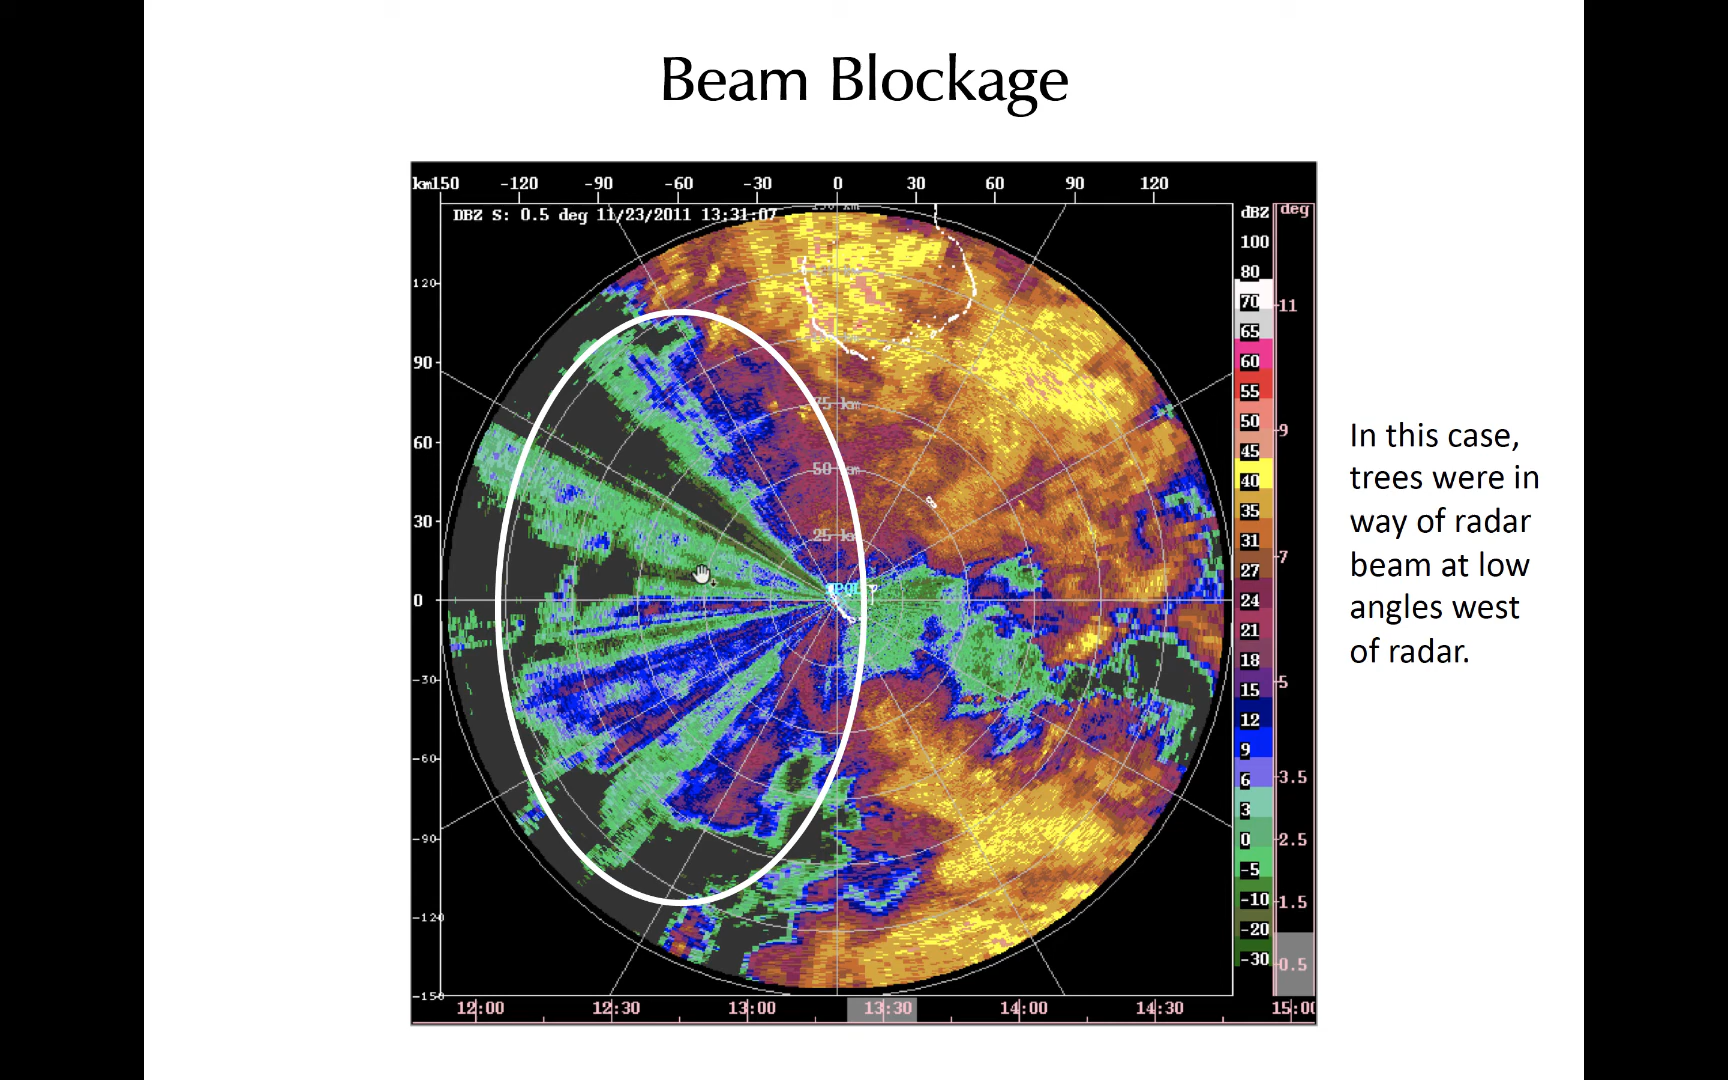 Beam Blockage
km150 -120 -90 -60 -30 0 30 60 90 120
DBZ S: 0.5 deg 11/23/2011 13:31:07
120
90
60
30
0
-30
-60
-90
-120
-150
75 km
50 km
25 km
dBZ
100
80
70
65
60
55
50
45
40
35
31
27
24
21
18
15
12
9
6
3
0
-5
-10
-20
-30
deg
11
9
7
5
3.5
2.5
1.5
0.5
12:00 12:30 13:00 13:30 14:00 14:30 15:00
In this case,
trees were in
way of radar
beam at low
angles west
of radar.